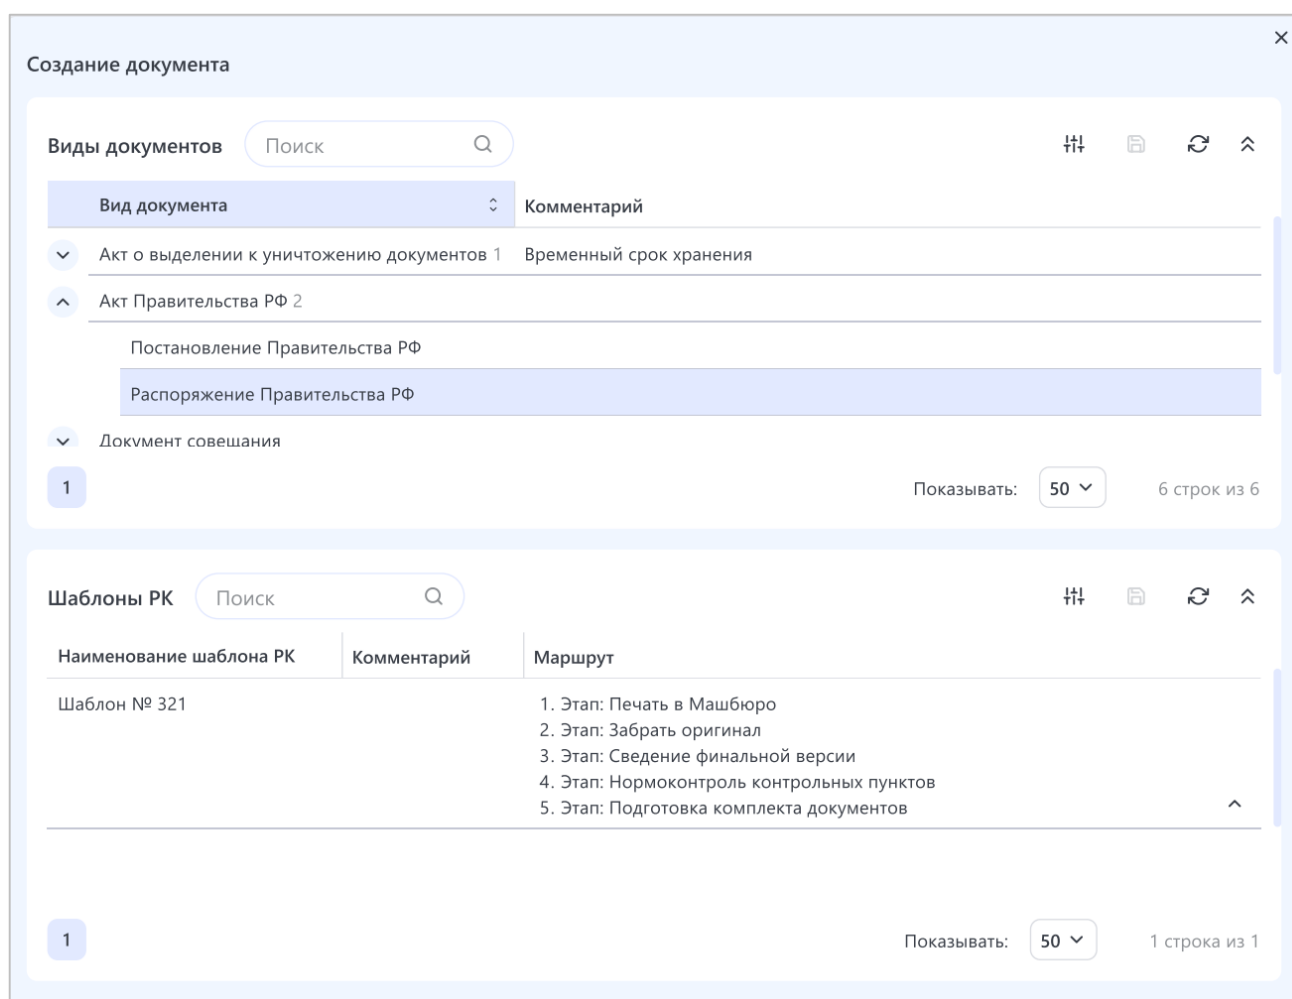 Создание документа
Виды документов Поиск
Вид документа Комментарий
Акт о выделении к уничтожению документов 1 Временный срок хранения
Акт Правительства РФ 2
Постановление Правительства РФ
Распоряжение Правительства РФ
Документ совещания
1 Показывать: 50 6 строк из 6
Шаблоны РК Поиск
Наименование шаблона РК Комментарий Маршрут
Шаблон № 321 1. Этап: Печать в Машбюро
2. Этап: Забрать оригинал
3. Этап: Сведение финальной версии
4. Этап: Нормоконтроль контрольных пунктов
5. Этап: Подготовка комплекта документов
1 Показывать: 50 1 строка из 1